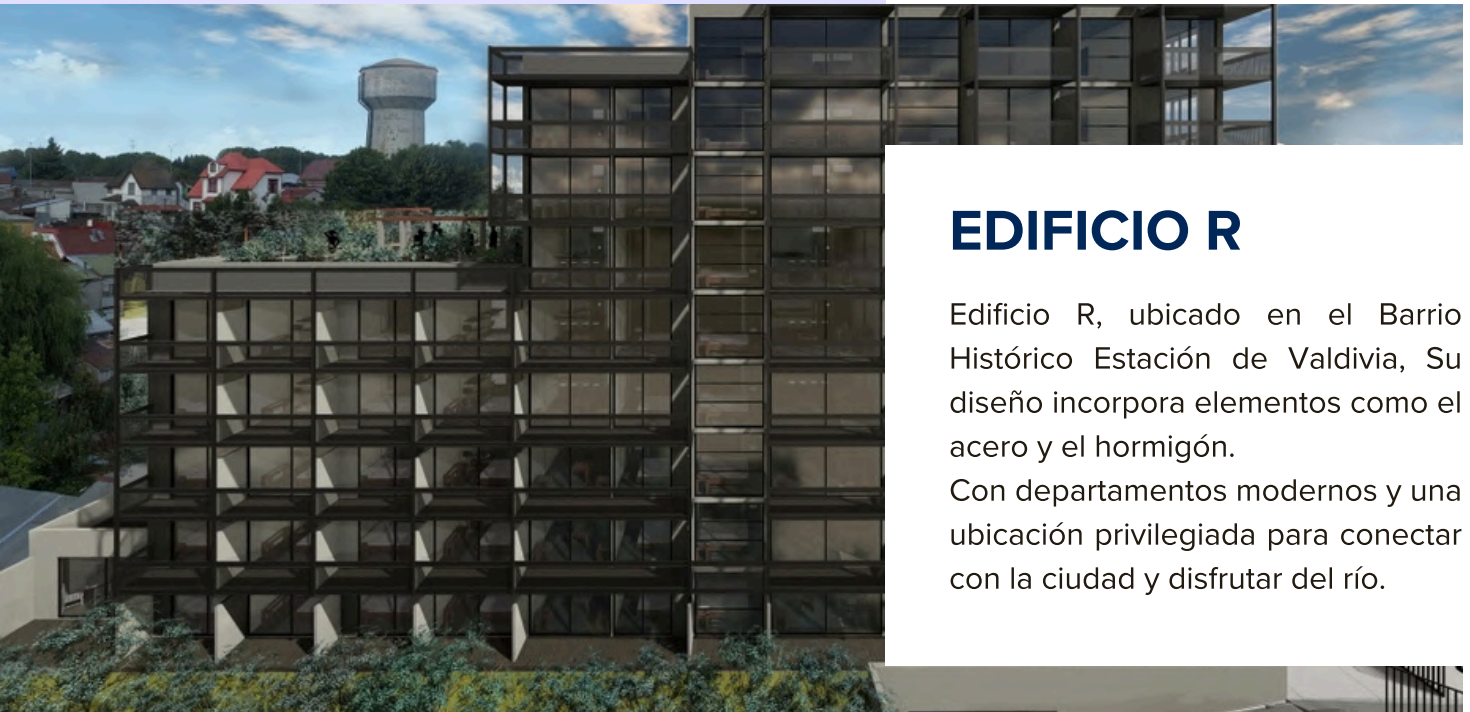 EDIFICIO R
Edificio R, ubicado en el Barrio
Histórico Estación de Valdivia, Su
diseño incorpora elementos como el
acero y el hormigón.
Con departamentos modernos y una
ubicación privilegiada para conectar
con la ciudad y disfrutar del río.